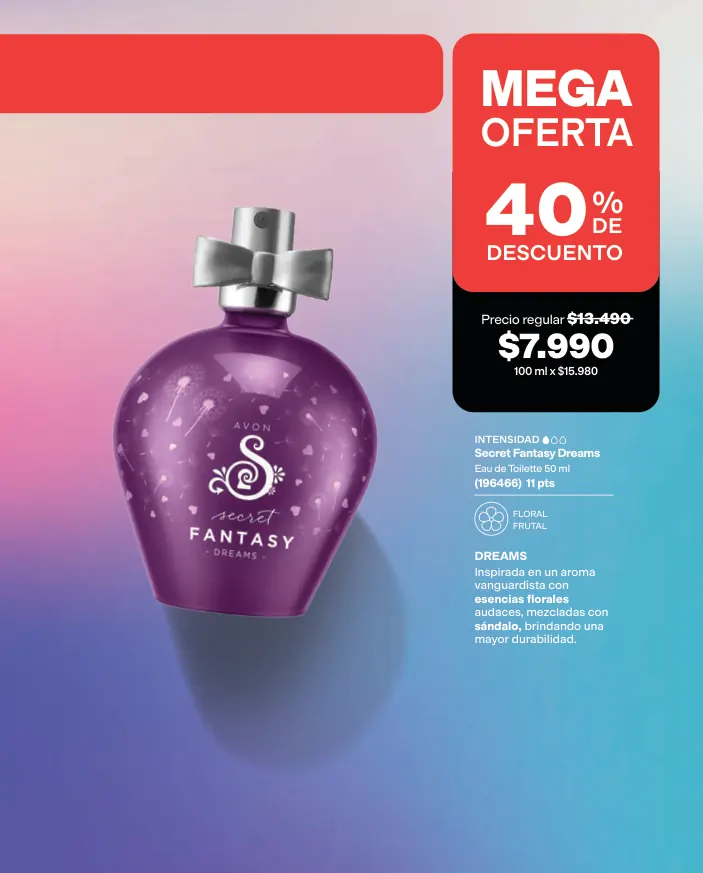 MEGA
OFERTA
40%
DE
DESCUENTO
Precio regular $13.490
$7.990
100 ml x $15.980
INTENSIDAD
Secret Fantasy Dreams
Eau de Toilette 50 ml
(196466) 11 pts
FLORAL
FRUTAL
DREAMS
Inspirada en un aroma
vanguardista con
esencias florales
audaces, mezcladas con
sándalo, brindando una
mayor durabilidad.
AVON
S
secret
FANTASY
- DREAMS -